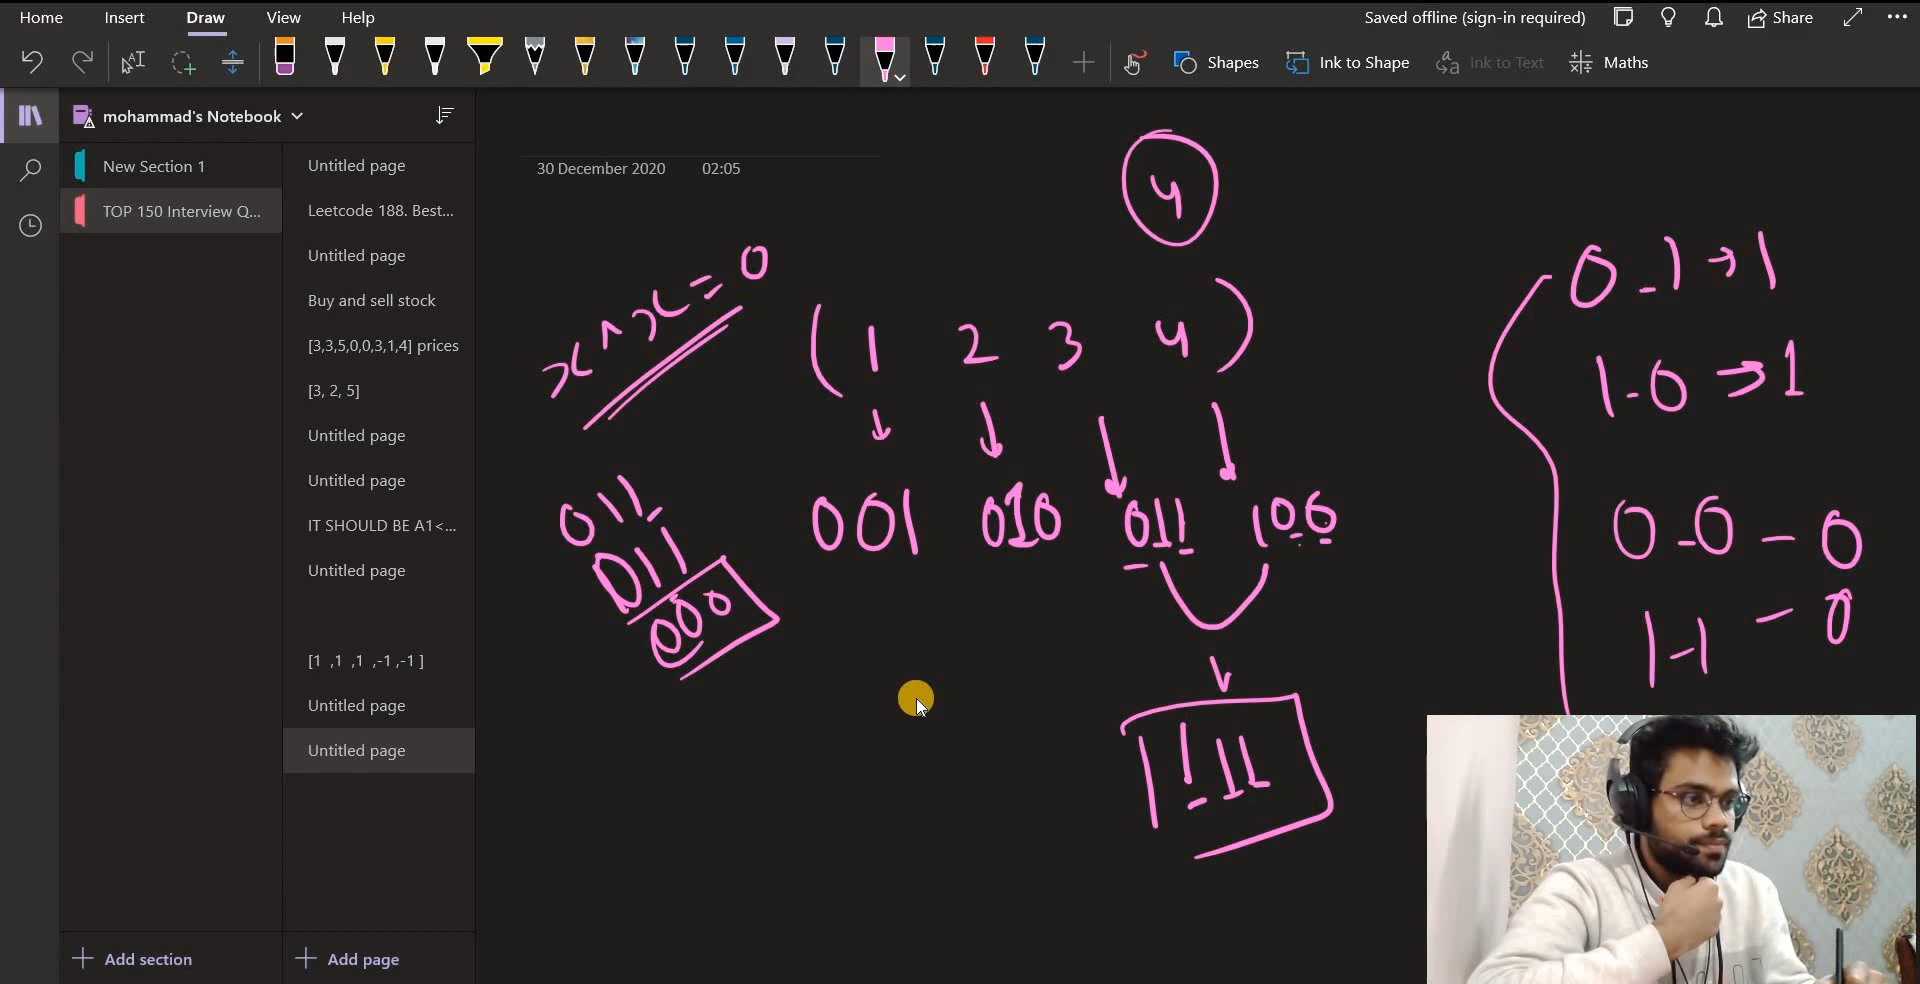 Home Insert Draw View Help
Saved offline (sign-in required) Share
Shapes Ink to Shape Ink to Text Maths
mohammad's Notebook
New Section 1
TOP 150 Interview Q...
Untitled page
Leetcode 188. Best...
Untitled page
Buy and sell stock
[3,3,5,0,0,3,1,4] prices
[3, 2, 5]
Untitled page
Untitled page
IT SHOULD BE A1<...
Untitled page
[1 ,1 ,1 ,-1 ,-1 ]
Untitled page
Untitled page
Add section
Add page
30 December 2020 02:05
4
x ^ x = 0
( 1 2 3 4 )
001 010 011 100
011
011
000
111
0-1→1
1-0→1
0-0-0
1-1-0